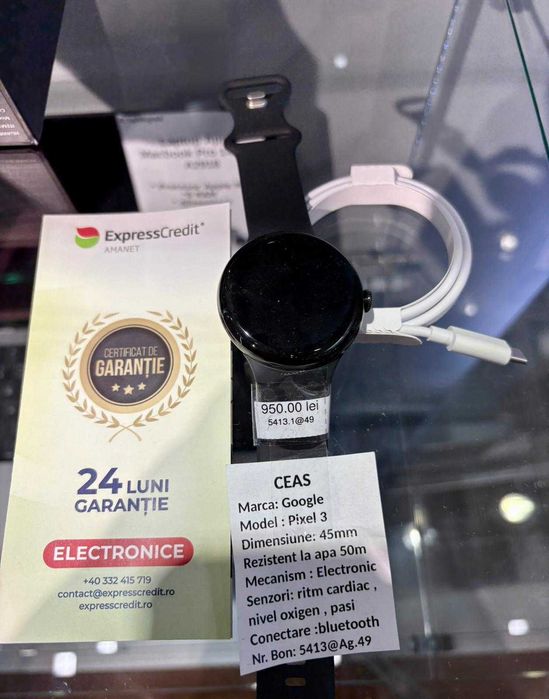 ExpressCredit®
AMANET
CERTIFICAT DE
GARANȚIE
24 LUNI
GARANȚIE
ELECTRONICE
+40 332 415 719
contact@expresscredit.ro
expresscredit.ro
950.00 lei
5413.1@49
CEAS
Marca: Google
Model : Pixel 3
Dimensiune: 45mm
Rezistent la apa 50m
Mecanism : Electronic
Senzori: ritm cardiac ,
nivel oxigen , pasi
Conectare :bluetooth
Nr. Bon: 5413@Ag.49
Macbook Pro